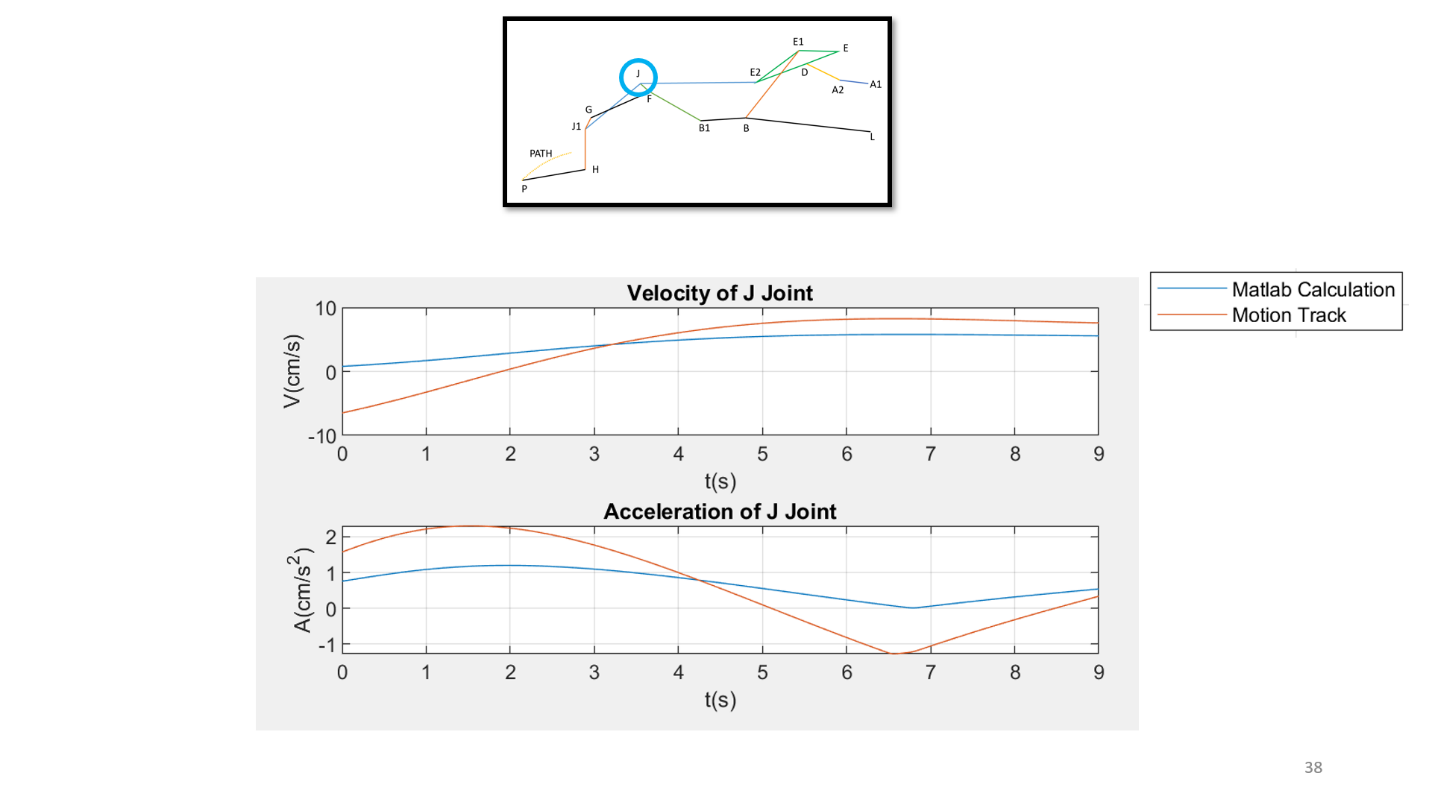 E1
E
J
E2
D
A1
A2
F
G
J1
B1
B
L
PATH
H
P
Velocity of J Joint
Matlab Calculation
Motion Track
10
0
-10
V(cm/s)
0 1 2 3 4 5 6 7 8 9
t(s)
Acceleration of J Joint
2
1
0
-1
A(cm/s²)
0 1 2 3 4 5 6 7 8 9
t(s)
38